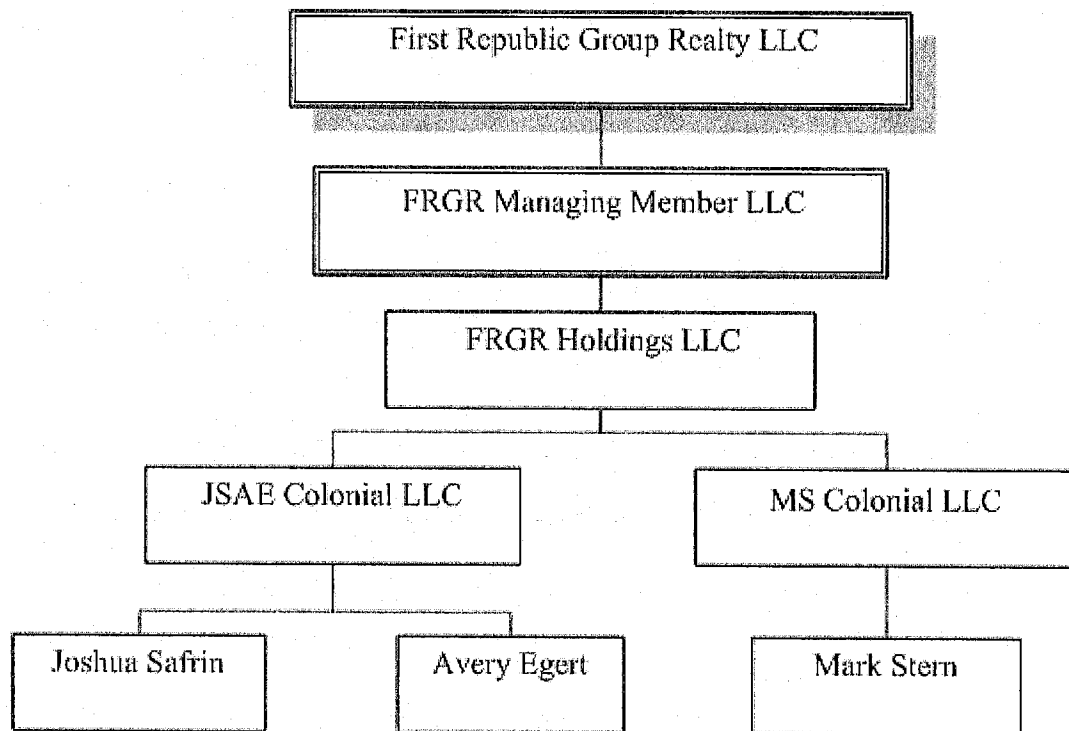 First Republic Group Realty LLC
FRGR Managing Member LLC
FRGR Holdings LLC
JSAE Colonial LLC
MS Colonial LLC
Joshua Safrin
Avery Egert
Mark Stern